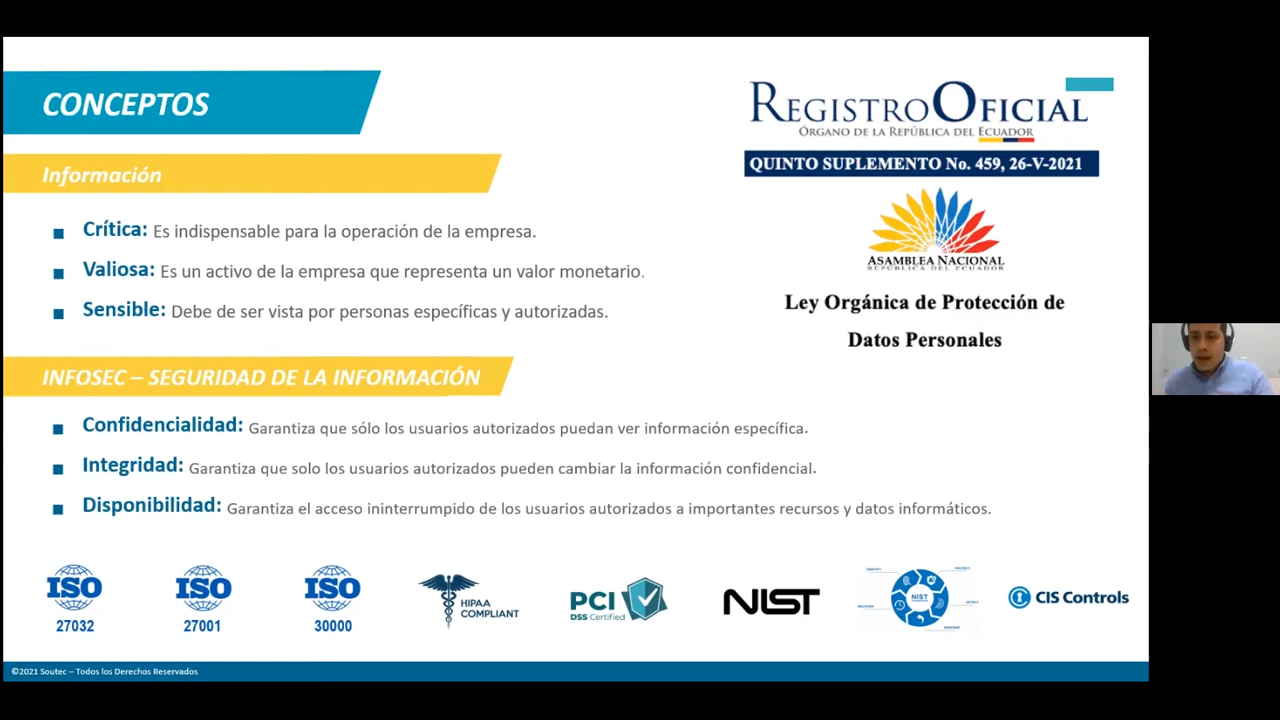 CONCEPTOS
Información
Crítica: Es indispensable para la operación de la empresa.
Valiosa: Es un activo de la empresa que representa un valor monetario.
Sensible: Debe de ser vista por personas específicas y autorizadas.
REGISTRO OFICIAL
ÓRGANO DE LA REPÚBLICA DEL ECUADOR
QUINTO SUPLEMENTO No. 459, 26-V-2021
ASAMBLEA NACIONAL
REPÚBLICA DEL ECUADOR
Ley Orgánica de Protección de
Datos Personales
INFOSEC – SEGURIDAD DE LA INFORMACIÓN
Confidencialidad: Garantiza que sólo los usuarios autorizados puedan ver información específica.
Integridad: Garantiza que solo los usuarios autorizados pueden cambiar la información confidencial.
Disponibilidad: Garantiza el acceso ininterrumpido de los usuarios autorizados a importantes recursos y datos informáticos.
ISO
27032
ISO
27001
ISO
30000
HIPAA
COMPLIANT
PCI
DSS Certified
NIST
NIST
CIS Controls
©2021 Soutec – Todos los Derechos Reservados